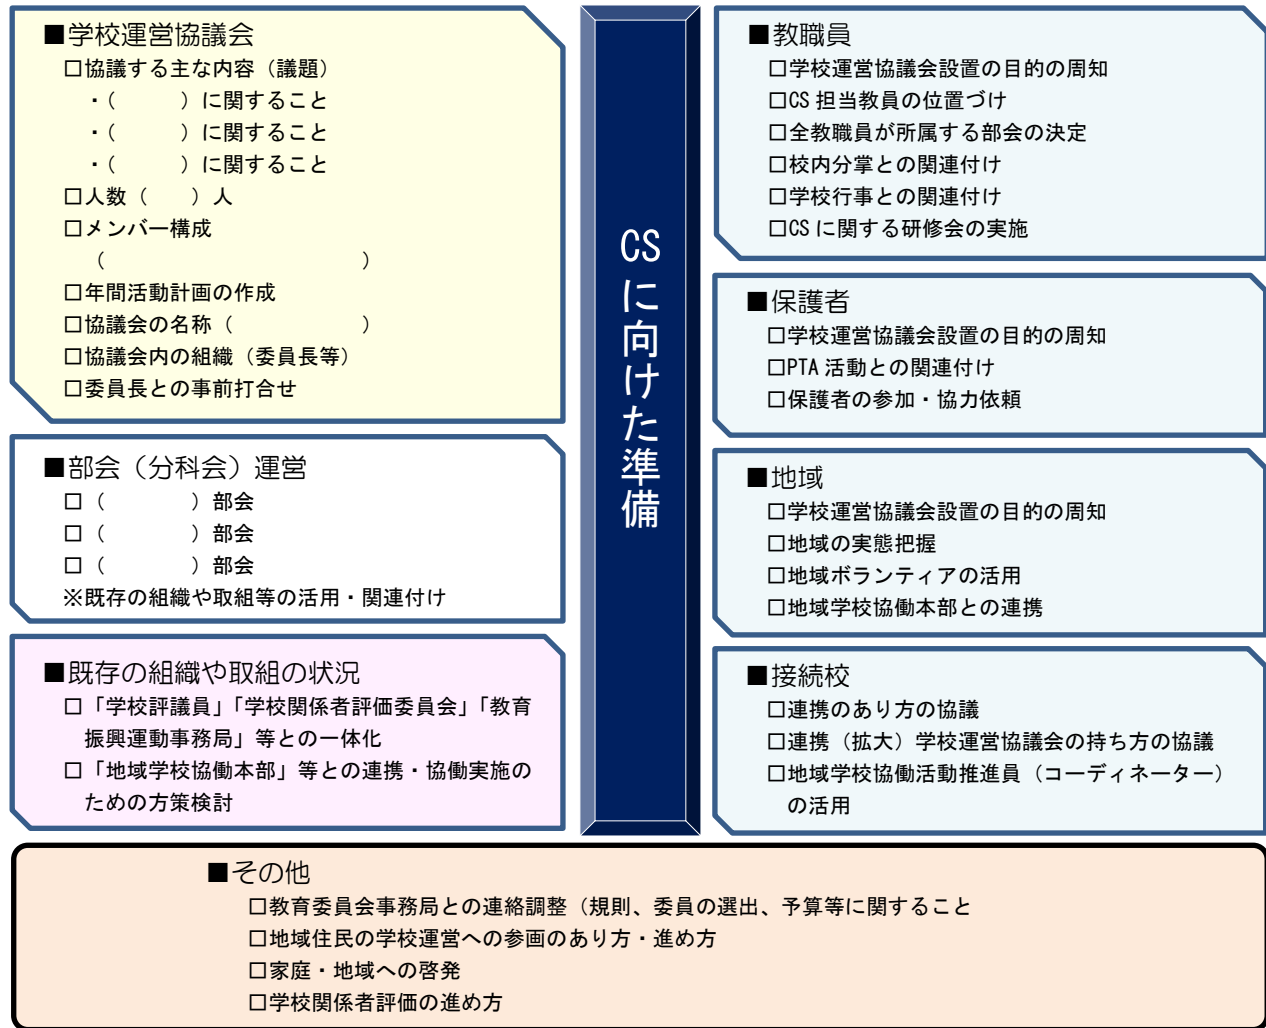 ■学校運営協議会
□協議する主な内容（議題）
・（　　　）に関すること
・（　　　）に関すること
・（　　　）に関すること
□人数（　　）人
□メンバー構成
（　　　　　　　　　　　　）
□年間活動計画の作成
□協議会の名称（　　　　　　）
□協議会内の組織（委員長等）
□委員長との事前打合せ
■部会（分科会）運営
□（　　　　）部会
□（　　　　）部会
□（　　　　）部会
※既存の組織や取組等の活用・関連付け
■既存の組織や取組の状況
□「学校評議員」「学校関係者評価委員会」「教育
振興運動事務局」等との一体化
□「地域学校協働本部」等との連携・協働実施の
ための方策検討
CSに向けた準備
■教職員
□学校運営協議会設置の目的の周知
□CS担当教員の位置づけ
□全教職員が所属する部会の決定
□校内分掌との関連付け
□学校行事との関連付け
□CSに関する研修会の実施
■保護者
□学校運営協議会設置の目的の周知
□PTA活動との関連付け
□保護者の参加・協力依頼
■地域
□学校運営協議会設置の目的の周知
□地域の実態把握
□地域ボランティアの活用
□地域学校協働本部との連携
■接続校
□連携のあり方の協議
□連携（拡大）学校運営協議会の持ち方の協議
□地域学校協働活動推進員（コーディネーター）
の活用
■その他
□教育委員会事務局との連絡調整（規則、委員の選出、予算等に関すること
□地域住民の学校運営への参画のあり方・進め方
□家庭・地域への啓発
□学校関係者評価の進め方